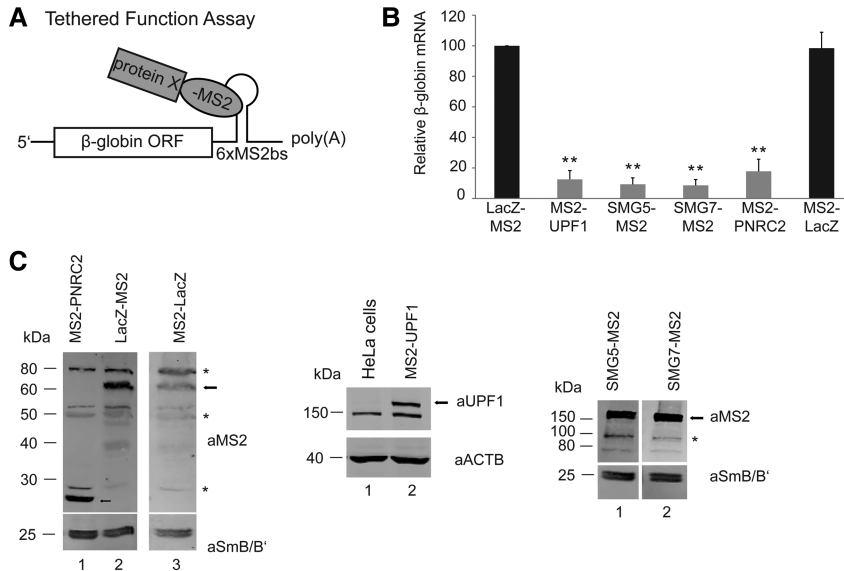 A Tethered Function Assay
protein X
-MS2
5‘
β-globin ORF
6xMS2bs
poly(A)
B
Relative β-globin mRNA
120
100
80
60
40
20
0
** ** ** **
LacZ-MS2
MS2-UPF1
SMG5-MS2
SMG7-MS2
MS2-PNRC2
MS2-LacZ
C
kDa
MS2-PNRC2
LacZ-MS2
MS2-LacZ
80
60
50
40
30
25
*
*
aMS2
*
aSmB/B‘
1 2 3
kDa
HeLa cells
MS2-UPF1
150
aUPF1
40
aACTB
1 2
kDa
SMG5-MS2
SMG7-MS2
150
100
80
aMS2
*
25
aSmB/B‘
1 2